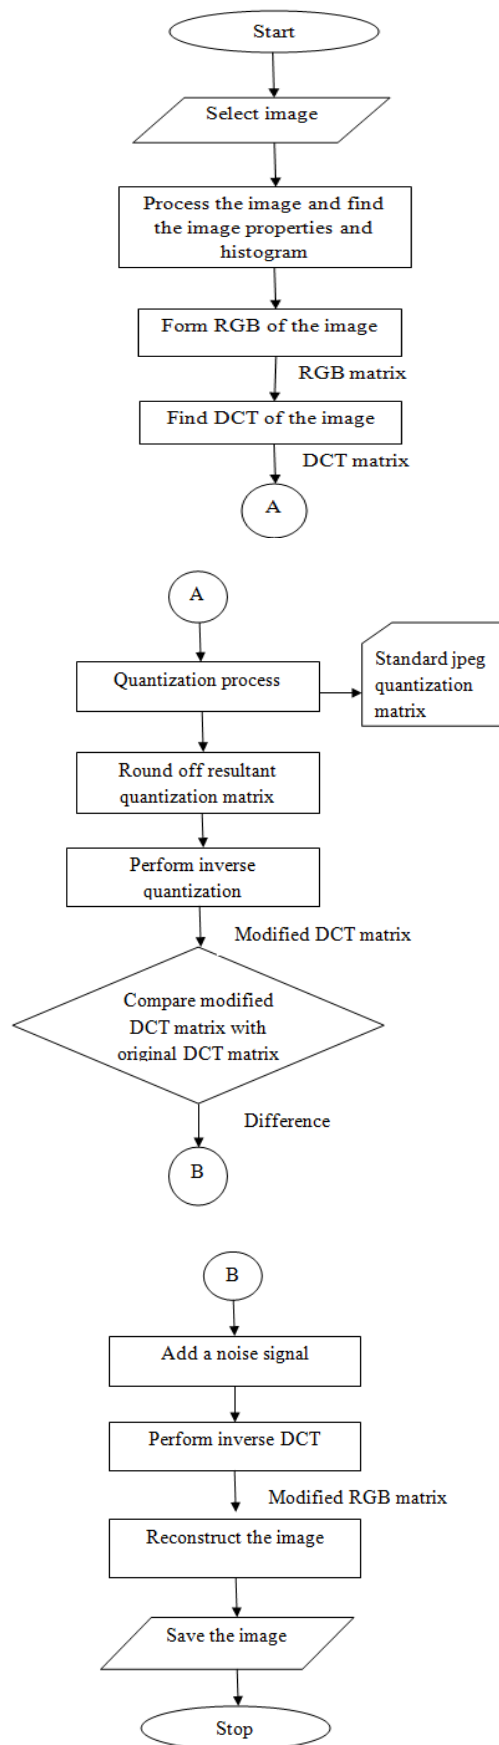 Start
Select image
Process the image and find
the image properties and
histogram
Form RGB of the image
RGB matrix
Find DCT of the image
DCT matrix
A
A
Quantization process
Standard jpeg
quantization
matrix
Round off resultant
quantization matrix
Perform inverse
quantization
Modified DCT matrix
Compare modified
DCT matrix with
original DCT matrix
Difference
B
B
Add a noise signal
Perform inverse DCT
Modified RGB matrix
Reconstruct the image
Save the image
Stop